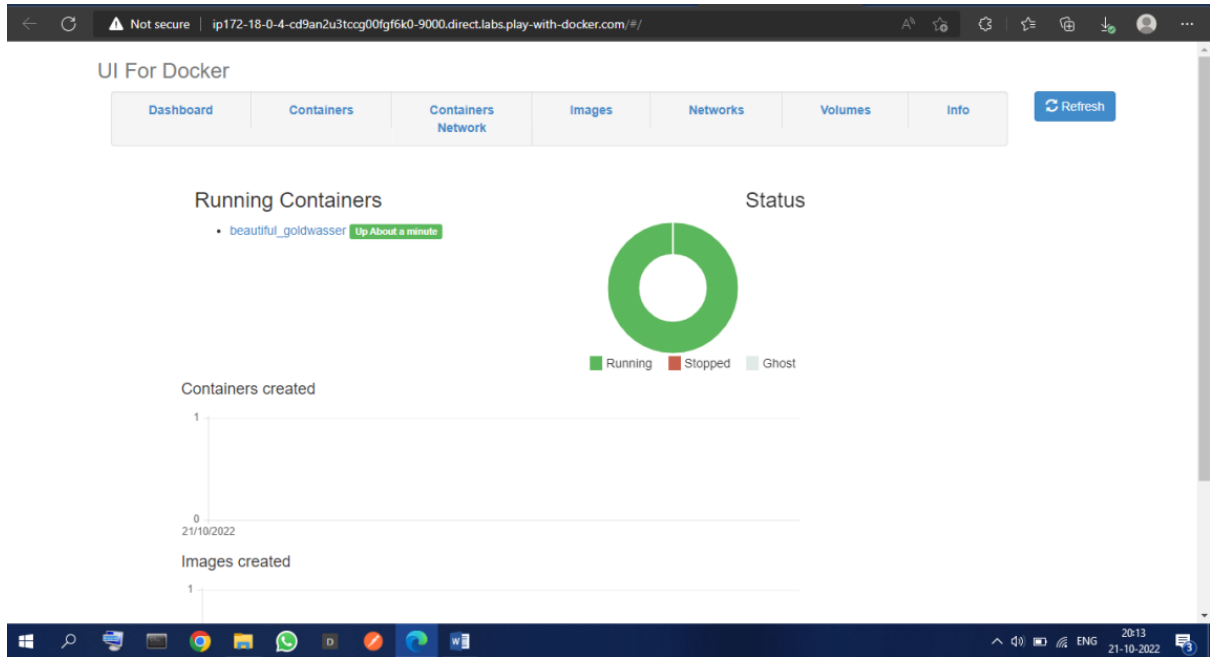 Not secure | ip172-18-0-4-cd9an2u3tccg00fgf6k0-9000.direct.labs.play-with-docker.com/#/
UI For Docker
Dashboard Containers Containers Network Images Networks Volumes Info Refresh
Running Containers
beautiful_goldwasser Up About a minute
Status
Running Stopped Ghost
Containers created
1
0
21/10/2022
Images created
1
ENG 20:13
21-10-2022
3